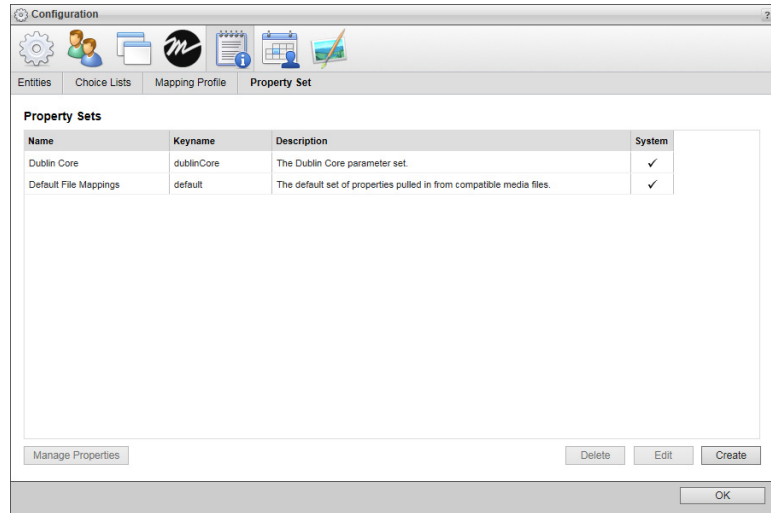 Configuration
?
Entities Choice Lists Mapping Profile Property Set
Property Sets
Name Keyname Description System
Dublin Core dublinCore The Dublin Core parameter set. ✓
Default File Mappings default The default set of properties pulled in from compatible media files. ✓
Manage Properties Delete Edit Create
OK